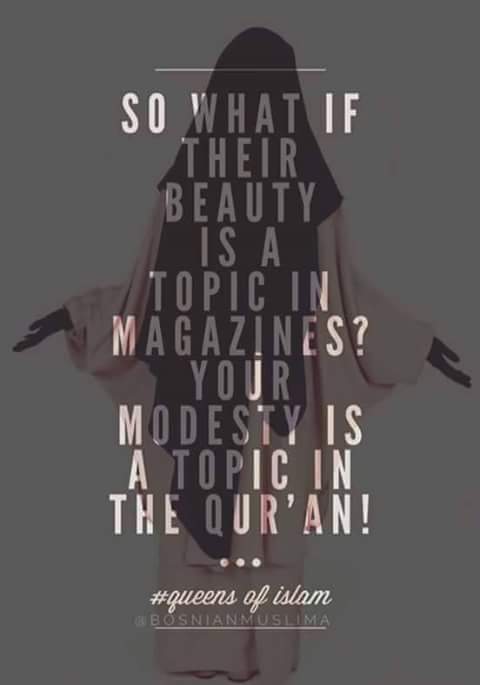 SO WHAT IF
THEIR
BEAUTY
IS A
TOPIC IN
MAGAZINES?
YOUR
MODESTY IS
A TOPIC IN
THE QUR'AN!
...
#queens of islam
@BOSNIANMUSLIMA